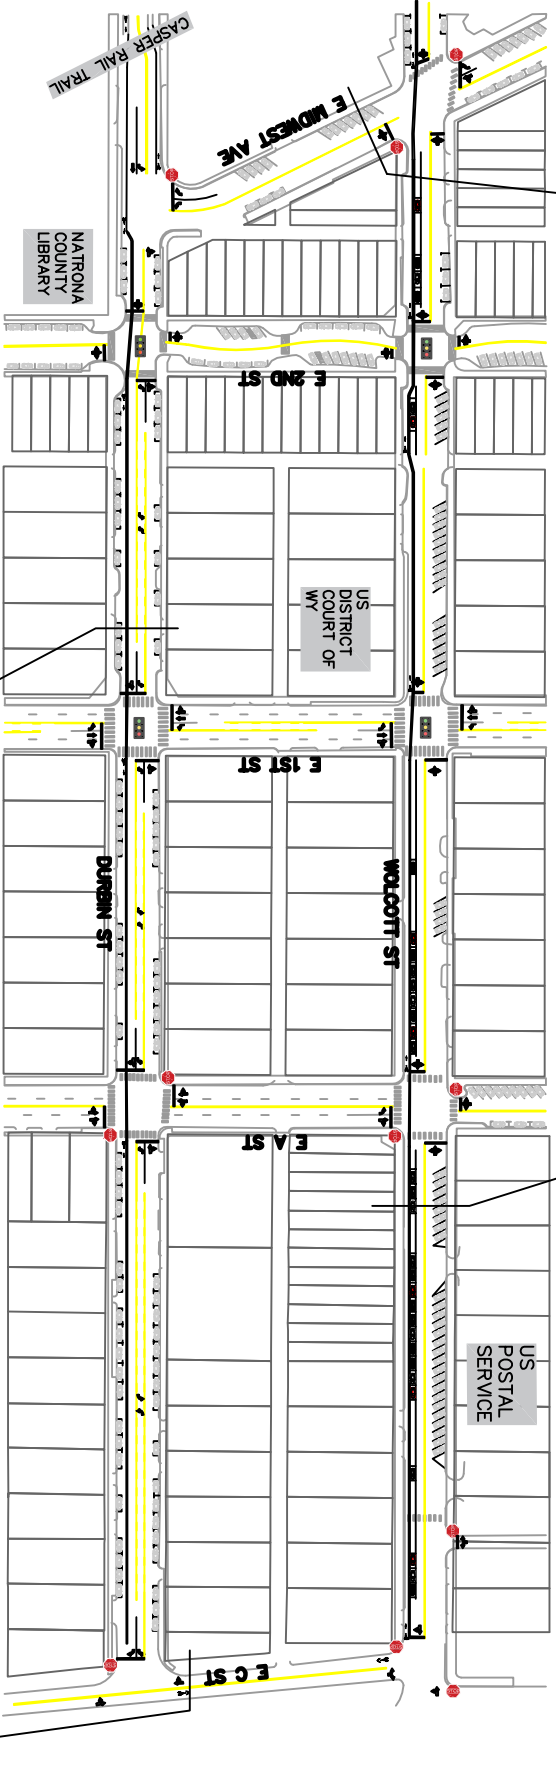 CASPER RAIL TRAIL
E MIDWEST AVE
NATRONA
COUNTY
LIBRARY
E 2ND ST
US
DISTRICT
COURT OF
WY
E 1ST ST
DURBIN ST
WOLCOTT ST
E A ST
US
POSTAL
SERVICE
E C ST